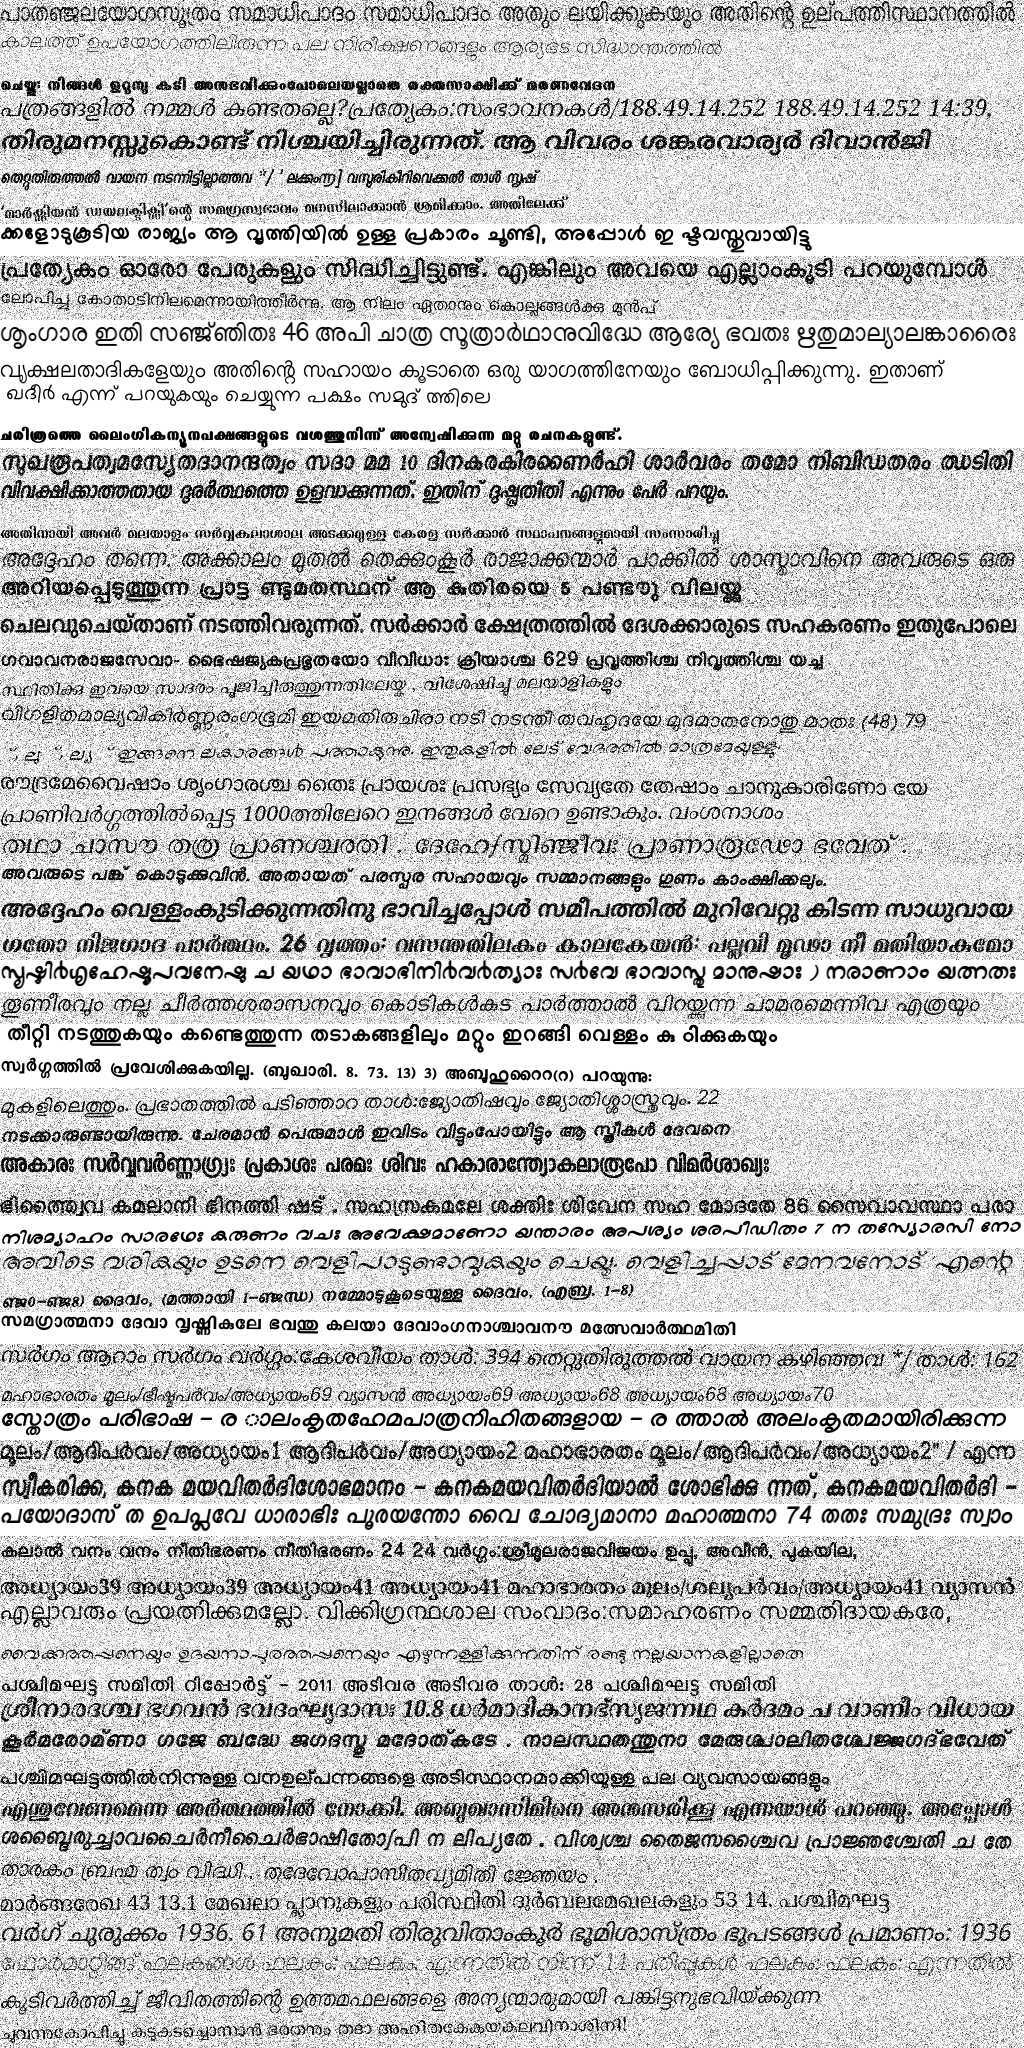 പാതഞ്ജലയോഗസൂത്രം സമാധിപാദം സമാധിപാദം അതും ലയിക്കുകയും അതിന്റെ ഉല്പത്തിസ്ഥാനത്തിൽ
കാലത്ത് ഉപയോഗത്തിലിരുന്ന പല നിരീക്ഷണങ്ങളും ആര്യഭട സിദ്ധാന്തത്തിൽ
ചെയ്തു: നിങ്ങൾ ഉറുമ്പു കടി അനുഭവിക്കുംപോലെയല്ലാതെ രക്തസാക്ഷിക്ക് മരണവേദന
പത്രങ്ങളിൽ നമ്മൾ കണ്ടതല്ലെ?പ്രത്യേകം:സംഭാവനകൾ/188.49.14.252 188.49.14.252 14:39,
തിരുമനസ്സുകൊണ്ട് നിശ്ചയിച്ചിരുന്നത്. ആ വിവരം ശങ്കരവാര്യർ ദിവാൻജി
തെറ്റുതിരുത്തൽ വായന നടന്നിട്ടില്ലാത്തവ */ ' ലക്കംനൃ] വസൂരികീറിവെക്കൽ താൾ സൃഷ്
'മാർക്സിയൻ ഡയലക്റ്റിക്സി'ന്റെ സമഗ്രസ്വഭാവം മനസിലാക്കാൻ ശ്രമിക്കാം. അതിലേക്ക്
ക്കളോടുകൂടിയ രാജ്യം ആ വൃത്തിയിൽ ഉള്ള പ്രകാരം ചൂണ്ടി, അപ്പോൾ ഇ ഷ്ടവസ്തുവായിട്ടു
പ്രത്യേകം ഓരോ പേരുകളും സിദ്ധിച്ചിട്ടുണ്ട്. എങ്കിലും അവയെ എല്ലാംകൂടി പറയുമ്പോൾ
ലോപിച്ചു കോതാടിനിലമെന്നായിത്തീർന്നു. ആ നിലം ഏതാനും കൊല്ലങ്ങൾക്കു മുൻപ്
ശൃംഗാര ഇതി സഞ്ജ്ഞിതഃ 46 അപി ചാത്ര സൂത്രാർഥാനുവിദ്ധേ ആര്യേ ഭവതഃ ഋതുമാല്യാലങ്കാരൈഃ
വൃക്ഷലതാദികളേയും അതിന്റെ സഹായം കൂടാതെ ഒരു യാഗത്തിനേയും ബോധിപ്പിക്കുന്നു. ഇതാണ്
ഖദീർ എന്ന് പറയുകയും ചെയ്യുന്ന പക്ഷം സമുദ് ത്തിലെ
ചരിത്രത്തെ ലൈംഗികന്യൂനപക്ഷങ്ങളുടെ വശത്തുനിന്ന് അന്വേഷിക്കുന്ന മറ്റു രചനകളുണ്ട്.
സുഖരൂപത്വമസ്യേതദാനന്ദത്വം സദാ മമ 10 ദിനകരകിരണൈർഹി ശാർവരം തമോ നിബിഡതരം ഝടിതി
വിവക്ഷിക്കാത്തതായ ദുരർത്ഥത്തെ ഉളവാക്കുന്നത്. ഇതിന് ദുഷ്പ്രതീതി എന്നും പേർ പറയും.
അതിവായി അവർ മലയാളം സർവ്വകലാശാല അടക്കമുള്ള കേരള സർക്കാർ സ്ഥാപനങ്ങളുമായി സംസാരിച്ചു
അദ്ദേഹം തന്നെ. അക്കാലം മുതൽ തെക്കുംകൂർ രാജാക്കന്മാർ പാക്കിൽ ശാസ്താവിനെ അവരുടെ ഒരു
അറിയപ്പെടുത്തുന്ന പ്രാട്ട ണ്ടുമതസ്ഥന് ആ കുതിരയെ 5 പണ്ടൗു വിലയ്ക്കു
ചെലവുചെയ്താണ് നടത്തിവരുന്നത്. സർക്കാർ ക്ഷേത്രത്തിൽ ദേശക്കാരുടെ സഹകരണം ഇതുപോലെ
ഗവാവനരാജസേവാ- ഭൈഷജ്യകപ്രഭൃതയോ വിവിധാഃ ക്രിയാശ്ച 629 പ്രവൃത്തിശ്ച നിവൃത്തിശ്ച യച്ച
സ്ഥിതിക്കു ഇവയെ സാദരം പൂജിച്ചിരുത്തുന്നതിലേയ്ക്കു . വിശേഷിച്ചു മലയാളികളും
വിഗളിതമാല്യവികീർണ്ണരംഗഭൂമി ഇയമതിരുചിരാ നടീ നടന്തീ തവഹൃദയേ മുദമാതനോതു മാതഃ (48) 79
ഇങ്ങനെ ലകാരങ്ങൾ പത്താകുന്നു. ഇതുകളിൽ ലേട് വേദത്തിൽ മാത്രമേയുള്ളു.
രൗദ്രമേവൈഷാം ശൃംഗാരശ്ച തൈഃ പ്രായശഃ പ്രസഭ്യം സേവ്യതേ തേഷാം ചാനുകാരിണോ യേ
പ്രാണിവർഗ്ഗത്തിൽപ്പെട്ട 1000ത്തിലേറെ ഇനങ്ങൾ വേറെ ഉണ്ടാകും. വംശനാശം
തഥാ ചാസൗ തത്ര പ്രാണശ്ചരതി . ദേഹേഽസ്മിഞ്ജീവഃ പ്രാണാരൂഢോ ഭവേത് .
അവരുടെ പങ്ക് കൊടുക്കുവിൻ. അതായത് പരസ്പര സഹായവും സമ്മാനങ്ങളും ഗുണം കാംക്ഷിക്കലും.
അദ്ദേഹം വെള്ളംകുടിക്കുന്നതിനു ഭാവിച്ചപ്പോൾ സമീപത്തിൽ മുറിവേറ്റു കിടന്ന സാധുവായ
ഗതോ നിജഗാദ പാർത്ഥം. 26 വൃത്തം: വസന്തതിലകം കാലകേയൻ: പല്ലവി മൂഢാ നീ മതിയാകുമോ
സൃഷ്ടിർഗൃഹേഷൂപവനേഷു ച യഥാ ഭാവാഭിനിർവർത്യാഃ സർവേ ഭാവാസ്തു മാനുഷാഃ ) നരാണാം യത്നതഃ
തൂണീരവും നല്ല ചീർത്തശരാസനവും കൊടികൾകുട പാർത്താൽ വിറയ്ക്കുന്ന ചാമരമെന്നിവ എത്രയും
തീറ്റി നടത്തുകയും കണ്ടെത്തുന്ന തടാകങ്ങളിലും മറ്റും ഇറങ്ങി വെള്ളം കു ഠിക്കുകയും
സ്വർഗ്ഗത്തിൽ പ്രവേശിക്കുകയില്ല. (ബുഖാരി. 8. 73. 13) 3) അബൂഹുറൈറ(റ) പറയുന്നു:
മുകളിലെത്തും. പ്രഭാതത്തിൽ പടിഞ്ഞാറ താൾ:ജ്യോതിഷവും ജ്യോതിശ്ശാസ്ത്രവും. 22
നടക്കാരുണ്ടായിരുന്നു. ചേരമാൻ പെരുമാൾ ഇവിടം വിട്ടുംപോയിട്ടും ആ സ്ത്രീകൾ ദേവനെ
അകാരഃ സർവ്വവർണ്ണാഗ്ര്യഃ പ്രകാശഃ പരമഃ ശിവഃ ഹകാരാന്ത്യോകലാരൂപോ വിമർശാഖ്യഃ
ഭിത്ത്വൈവ കമലാനി ഭിനത്തി ഷട് . സഹസ്രകമലേ ശക്തിഃ ശിവേന സഹ മോദതേ 86 സൈവാവസ്ഥാ പരാ
നിശമ്യാഹം സാരഥേഃ കരുണം വചഃ അവേക്ഷമാണോ യന്താരം അപശ്യം ശരപീഡിതം 7 ന തസ്യോരസി നോ
അവിടെ വരികയും ഉടനെ വെളിപാടുണ്ടാവുകയും ചെയ്തു. വെളിച്ചപ്പാട് മേനവനോട് 'എന്റെ
൩൦-൩൪) ദൈവം, (മത്തായി 1-൩൯) നമ്മോടുകൂടെയുള്ള ദൈവം, (എബ്ര. 1-8)
സമഗ്രാത്മനാ ദേവാ വൃഷ്ണികുലേ ഭവന്തു കലയാ ദേവാംഗനാശ്ചാവനൗ മത്സേവാർത്ഥമിതി
സർഗം ആറാം സർഗം വർഗ്ഗം:കേശവീയം താൾ: 394 തെറ്റുതിരുത്തൽ വായന കഴിഞ്ഞവ */ താൾ: 162
മഹാഭാരതം മൂലം/ഭീഷ്മപർവം/അധ്യായം69 വ്യാസൻ അധ്യായം69 അധ്യായം68 അധ്യായം68 അധ്യായം70
സ്തോത്രം പരിഭാഷ – ര ാലംകൃതഹേമപാത്രനിഹിതങ്ങളായ – ര ത്താൽ അലംകൃതമായിരിക്കുന്ന
മൂലം/ആദിപർവം/അധ്യായം1 ആദിപർവം/അധ്യായം2 മഹാഭാരതം മൂലം/ആദിപർവം/അധ്യായം2" / എന്ന
സ്വീകരിക്ക, കനക മയവിതർദിശോഭമാനം – കനകമയവിതർദിയാൽ ശോഭിക്കു ന്നത്, കനകമയവിതർദി –
പയോദാസ് ത ഉപപ്ലവേ ധാരാഭിഃ പൂരയന്തോ വൈ ചോദ്യമാനാ മഹാത്മനാ 74 തതഃ സമുദ്രഃ സ്വാം
കലാൽ വനം വനം നീതിഭരണം നീതിഭരണം 24 24 വർഗ്ഗം:ശ്രീമൂലരാജവിജയം ഉപ്പു, അവീൻ, പുകയില,
അധ്യായം39 അധ്യായം39 അധ്യായം41 അധ്യായം41 മഹാഭാരതം മൂലം/ശല്യപർവം/അധ്യായം41 വ്യാസൻ
എല്ലാവരും പ്രയത്നിക്കുമല്ലോ. വിക്കിഗ്രന്ഥശാല സംവാദം:സമാഹരണം സമ്മതിദായകരേ,
വൈക്കത്തപ്പനെയും ഉദയനാപുരത്തപ്പനെയും എഴുന്നള്ളിക്കുന്നതിന് രണ്ടു നല്ലയാനകളില്ലാതെ
പശ്ചിമഘട്ട സമിതി റിപ്പോർട്ട് – 2011 അടിവര അടിവര താൾ: 28 പശ്ചിമഘട്ട സമിതി
ശ്രീനാരദശ്ച ഭഗവൻ ഭവദംഘൃദാസഃ 10.8 ധർമാദികാനഭ്സൃജന്നഥ കർദമം ച വാണീം വിധായ
കൂർമരോമ്ണാ ഗജേ ബദ്ധേ ജഗദസ്തു മദോത്കടേ . നാലസ്ഥതന്തുനാ മേരുശ്ചാലിതശ്ചേജ്ജഗദ്ഭവേത്
പശ്ചിമഘട്ടത്തിൽനിന്നുള്ള വനഉല്പന്നങ്ങളെ അടിസ്ഥാനമാക്കിയുള്ള പല വ്യവസായങ്ങളും
എന്തുവേണമെന്ന അർത്ഥത്തിൽ നോക്കി. അബുഖാസിമിനെ അനുസരിക്കൂ എന്നയാൾ പറഞ്ഞു. അപ്പോൾ
ശബ്ദൈരുച്ചാവചൈർനീചൈർഭാഷിതോഽപി ന ലിപ്യതേ . വിശ്വശ്ച തൈജസശ്ചൈവ പ്രാജ്ഞശ്ചേതി ച തേ
താരകം ബ്രഹ്മ ത്വം വിദ്ധി . തദേവോപാസിതവ്യമിതി ജ്ഞേയം .
മാർങ്ങരേഖ 43 13.1 മേഖലാ പ്ലാനുകളും പരിസ്ഥിതി ദുർബലമേഖലകളും 53 14. പശ്ചിമഘട്ട
വർഗ് ചുരുക്കം 1936. 61 അനുമതി തിരുവിതാംകൂർ ഭൂമിശാസ്ത്രം ഭൂപടങ്ങൾ പ്രമാണം: 1936
ഫോർമാറ്റിങ്ങ് ഫലകങ്ങൾ ഫലകം: ഫലകം. എന്നതിൽ നിന്ന് 11 പതിപ്പുകൾ ഫലകം: ഫലകം: എന്നതിൽ
കൂടിവർത്തിച്ച് ജീവിതത്തിന്റെ ഉത്തമഫലങ്ങളെ അന്യന്മാരുമായി പങ്കിട്ടനുഭവിയ്ക്കുന്ന
ചുവന്നുകോപിച്ചു കടുകടച്ചൊന്നാൻ ഭരതനും തദാ അഹിതകേകയകുലവിനാശിനി!